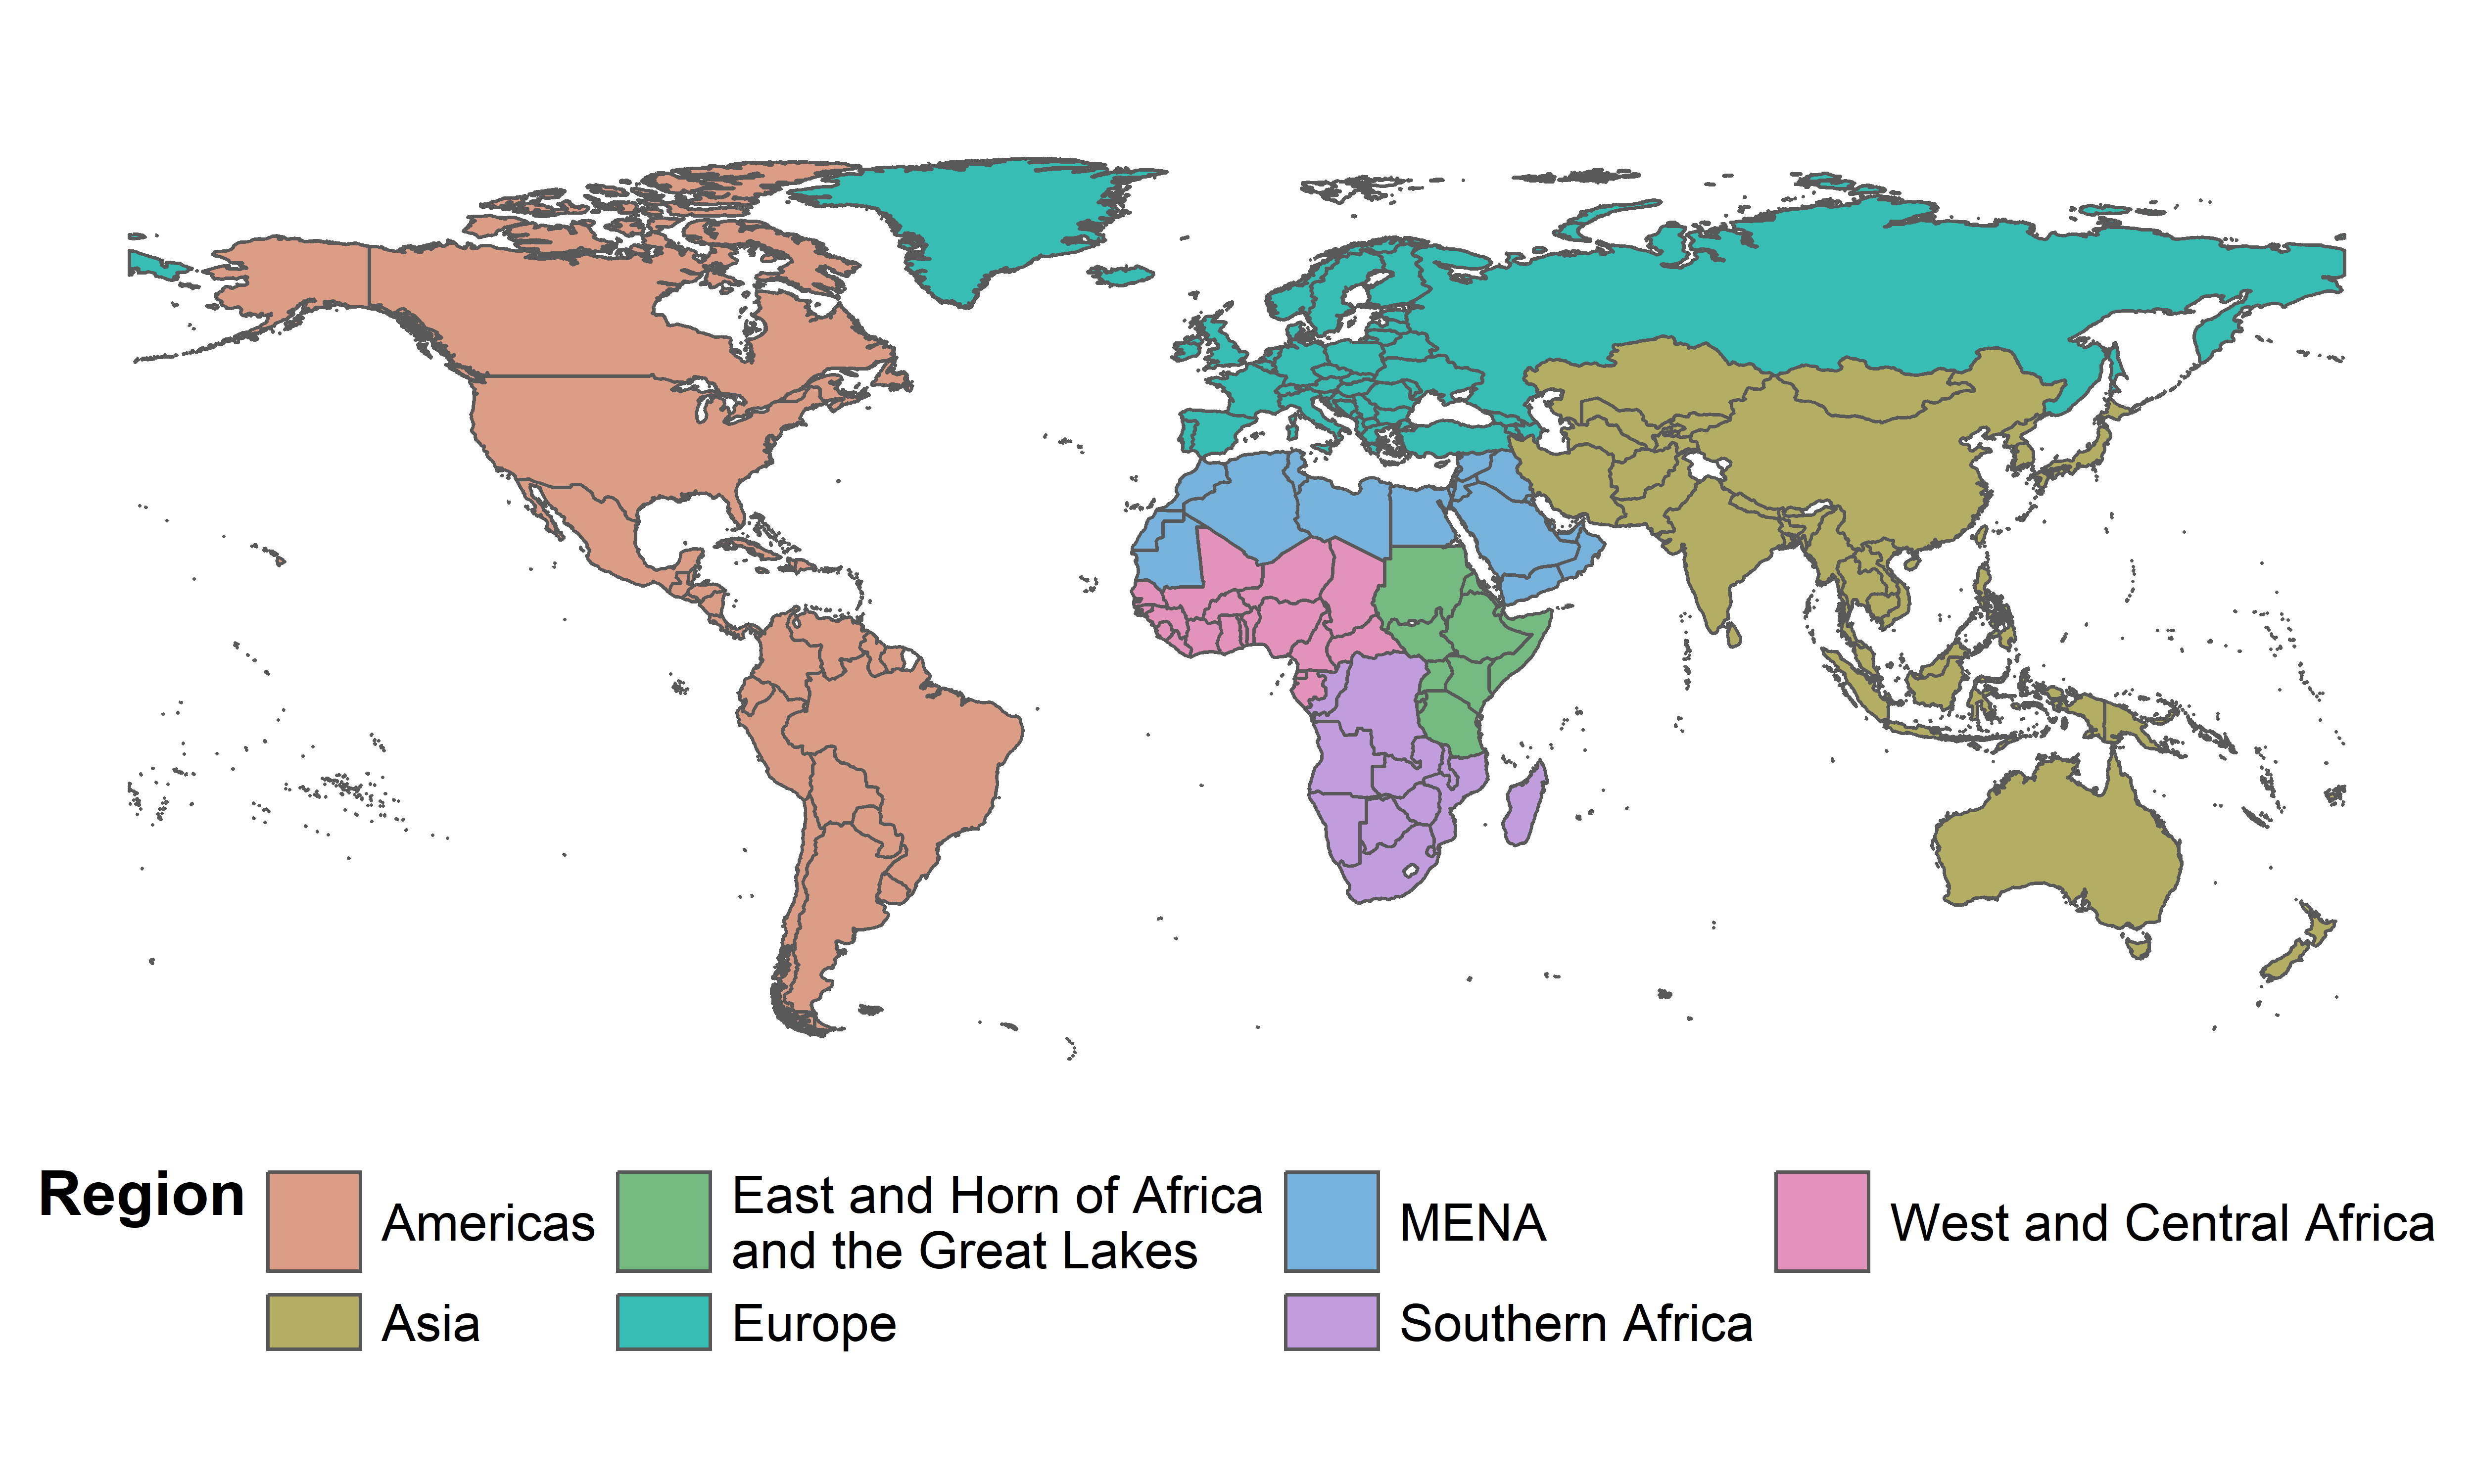 Region
Americas
East and Horn of Africa
and the Great Lakes
MENA
West and Central Africa
Asia
Europe
Southern Africa